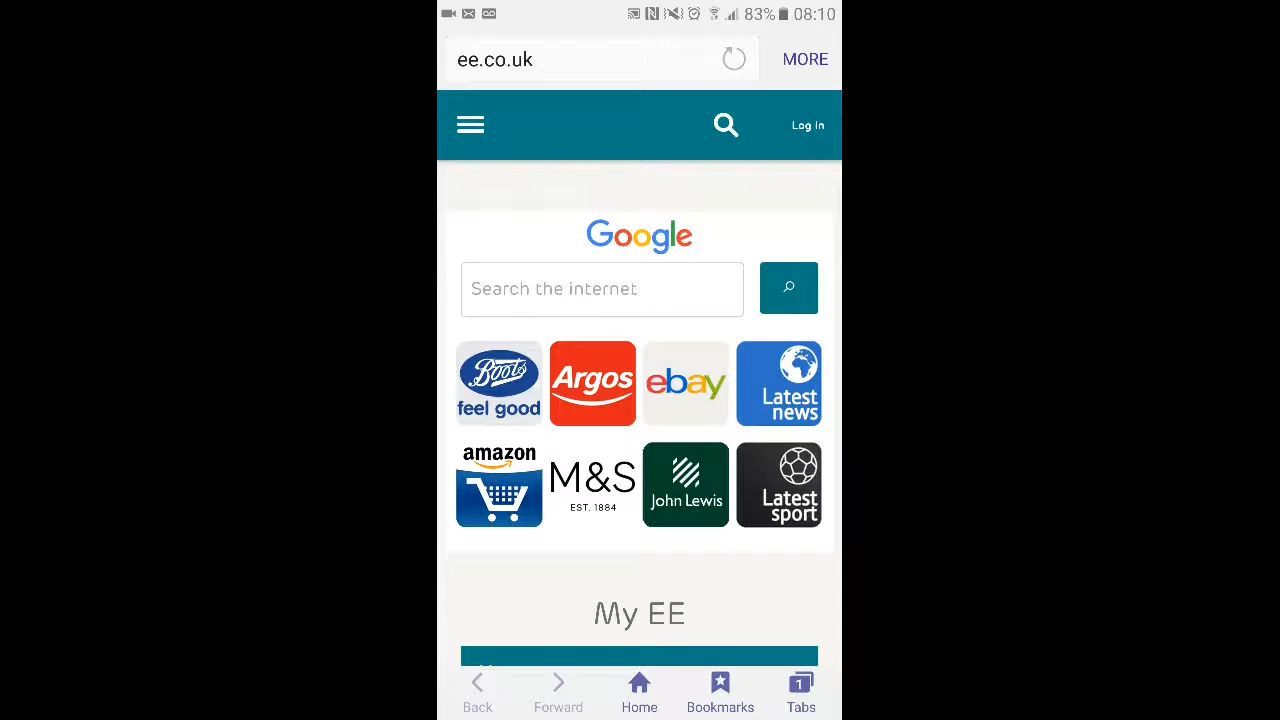 83% 08:10
ee.co.uk
MORE
Log In
Google
Search the internet
Boots
feel good
Argos
ebay
Latest
news
amazon
M&S
EST. 1884
John Lewis
Latest
sport
My EE
1
Back Forward Home Bookmarks Tabs